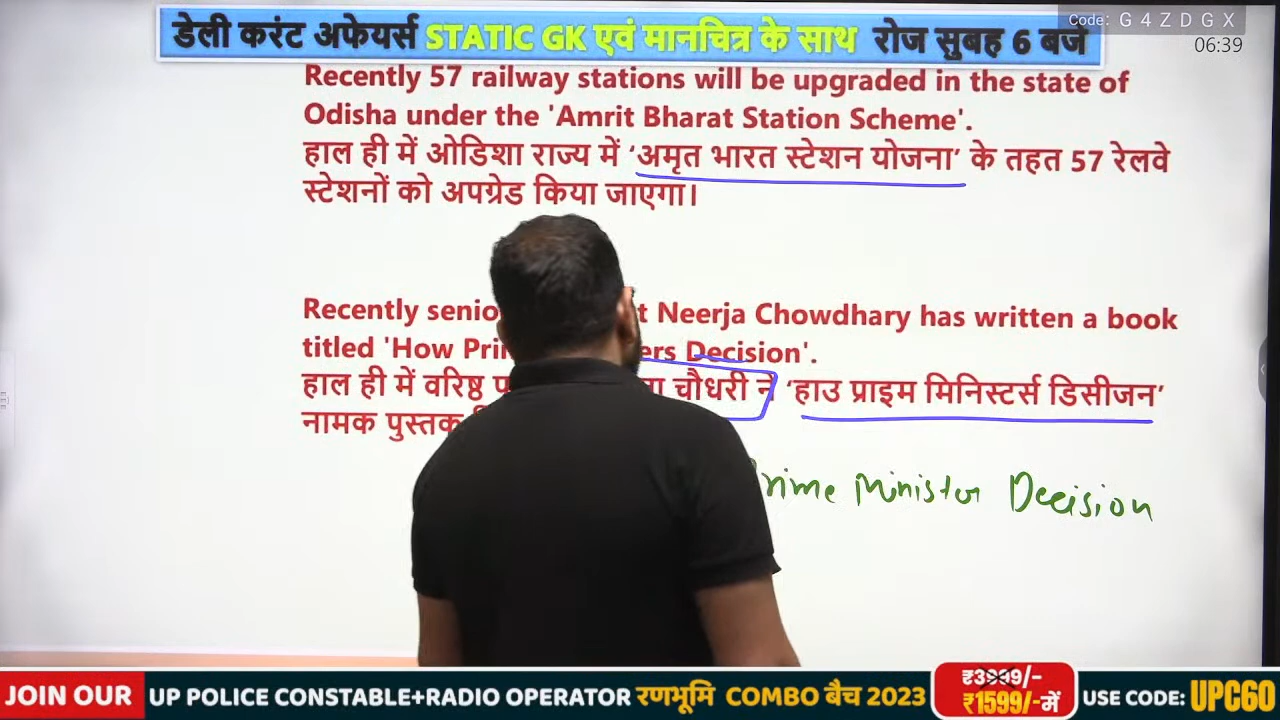 डेली करंट अफेयर्स STATIC GK एवं मानचित्र के साथ रोज सुबह 6 बजे
Code: G4ZDGX
06:39
Recently 57 railway stations will be upgraded in the state of
Odisha under the 'Amrit Bharat Station Scheme'.
हाल ही में ओडिशा राज्य में ‘अमृत भारत स्टेशन योजना’ के तहत 57 रेलवे
स्टेशनों को अपग्रेड किया जाएगा।
Recently Neerja Chowdhary has written a book
titled 'How Decision'.
हाल ही में वरिष्ठ चौधरी ने ‘हाउ प्राइम मिनिस्टर्स डिसीजन’
नामक पुस्तक
Prime Minister Decision
JOIN OUR UP POLICE CONSTABLE+RADIO OPERATOR रणभूमि COMBO बैच 2023 ₹3999/- ₹1599/-में USE CODE: UPC60